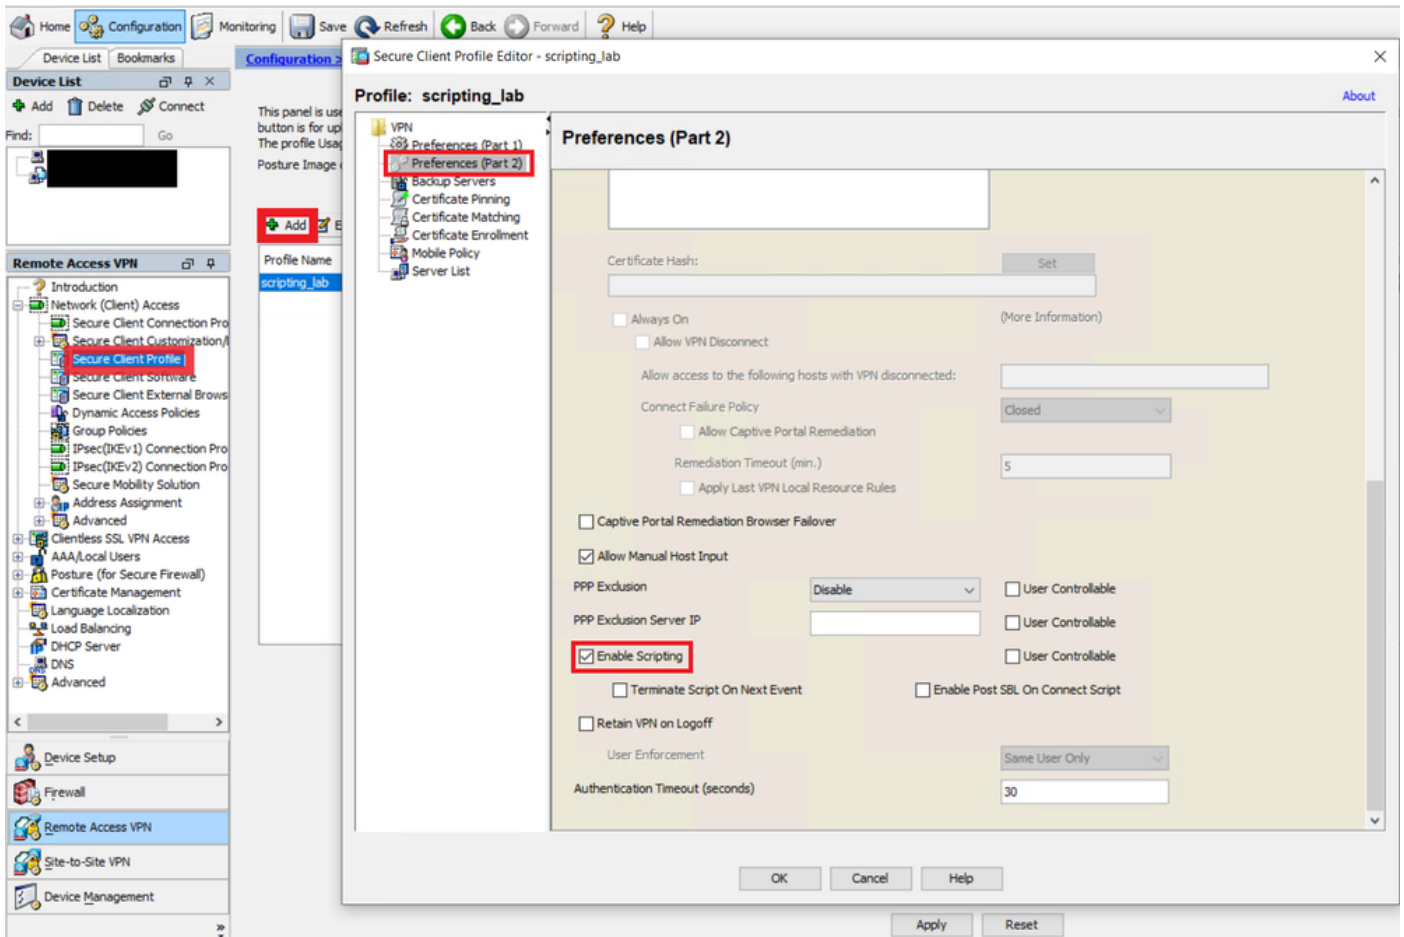 Home Configuration Monitoring Save Refresh Back Forward Help
Device List Bookmarks
Device List
Add Delete Connect
Find: Go
Remote Access VPN
Introduction
Network (Client) Access
Secure Client Connection Pro
Secure Client Customization/l
Secure Client Profile
Secure Client Software
Secure Client External Brows
Dynamic Access Policies
Group Policies
IPsec(IKEv1) Connection Pro
IPsec(IKEv2) Connection Pro
Secure Mobility Solution
Address Assignment
Advanced
Clientless SSL VPN Access
AAA/Local Users
Posture (for Secure Firewall)
Certificate Management
Language Localization
Load Balancing
DHCP Server
DNS
Advanced
Device Setup
Firewall
Remote Access VPN
Site-to-Site VPN
Device Management
»
Configuration >
This panel is use
button is for upl
The profile Usag
Posture Image
Add E
Profile Name
scripting_lab
Secure Client Profile Editor - scripting_lab
Profile: scripting_lab
About
VPN
Preferences (Part 1)
Preferences (Part 2)
Backup Servers
Certificate Pinning
Certificate Matching
Certificate Enrollment
Mobile Policy
Server List
Preferences (Part 2)
Certificate Hash: Set
Always On (More Information)
Allow VPN Disconnect
Allow access to the following hosts with VPN disconnected:
Connect Failure Policy Closed
Allow Captive Portal Remediation
Remediation Timeout (min.) 5
Apply Last VPN Local Resource Rules
Captive Portal Remediation Browser Failover
Allow Manual Host Input
PPP Exclusion Disable User Controllable
PPP Exclusion Server IP User Controllable
Enable Scripting User Controllable
Terminate Script On Next Event Enable Post SBL On Connect Script
Retain VPN on Logoff
User Enforcement Same User Only
Authentication Timeout (seconds) 30
OK Cancel Help
Apply Reset